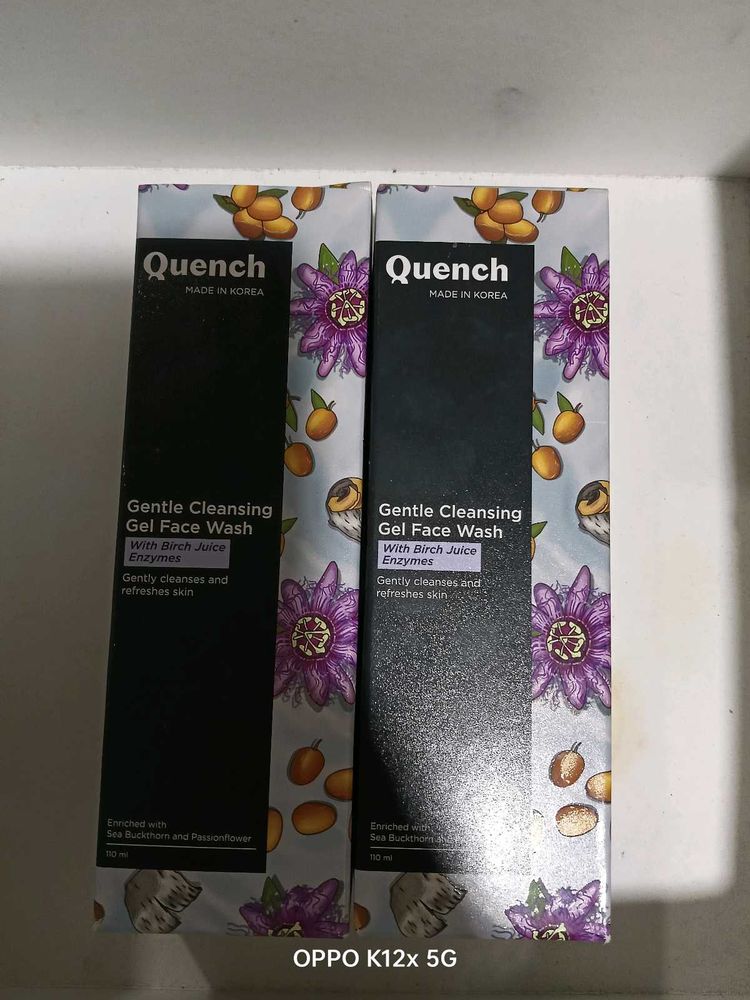 Quench
MADE IN KOREA
Gentle Cleansing
Gel Face Wash
With Birch Juice
Enzymes
Gently cleanses and
refreshes skin
Enriched with
Sea Buckthorn and Passionflower
110 ml
Quench
MADE IN KOREA
Gentle Cleansing
Gel Face Wash
With Birch Juice
Enzymes
Gently cleanses and
refreshes skin
Enriched with
Sea Buckthorn
110 ml
OPPO K12x 5G